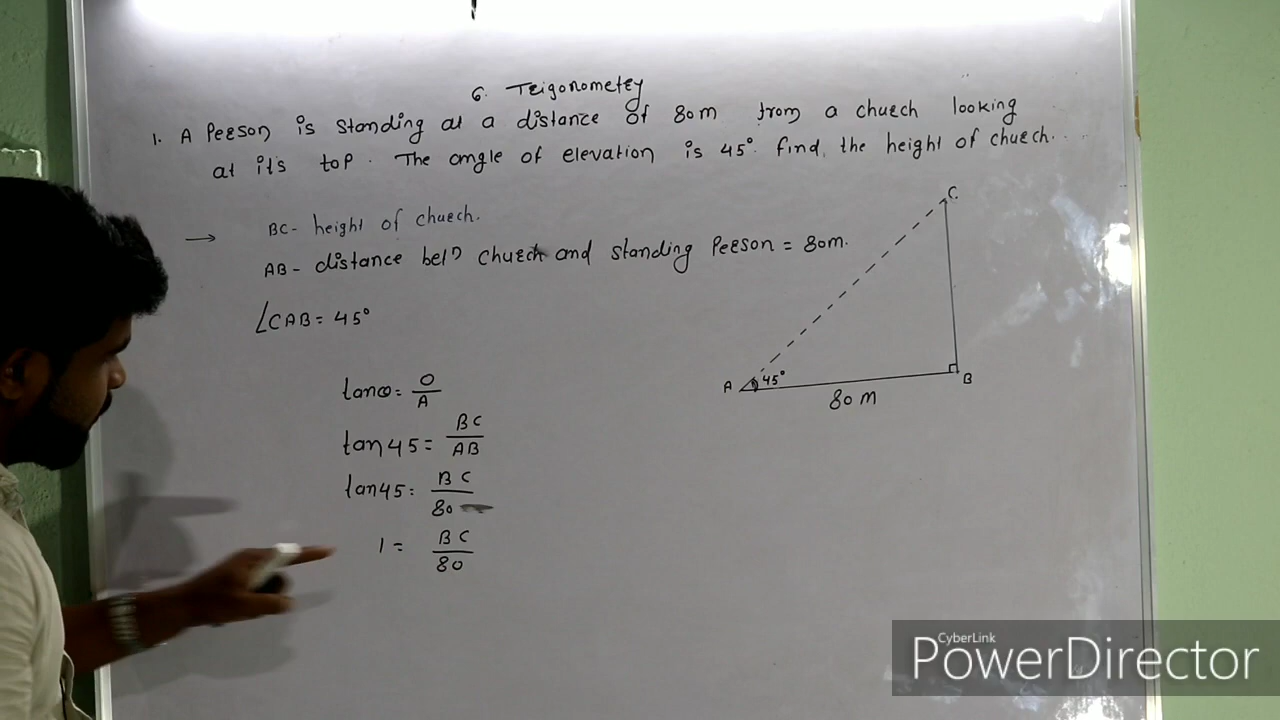 6. Trigonometry
1. A Person is standing at a distance of 80m from a church looking
at it's top. The angle of elevation is 45° find, the height of church.
→ BC- height of church.
AB- distance betn church and standing Person = 80m.
∠CAB = 45°
tanθ = O/A
tan45 = BC/AB
tan45 = BC/80
1 = BC/80
C
A 45° B
80 m
CyberLink
PowerDirector